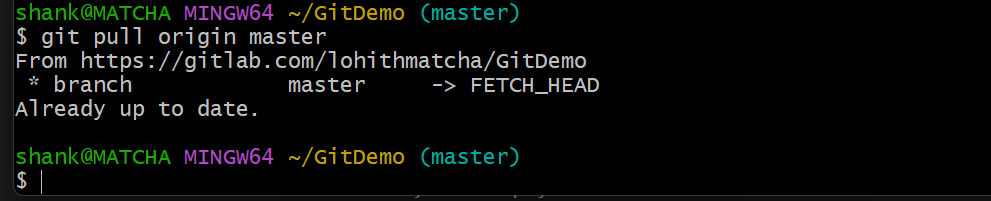 shank@MATCHA MINGW64 ~/GitDemo (master)
$ git pull origin master
From https://gitlab.com/lohithmatcha/GitDemo
 * branch            master     -> FETCH_HEAD
Already up to date.

shank@MATCHA MINGW64 ~/GitDemo (master)
$